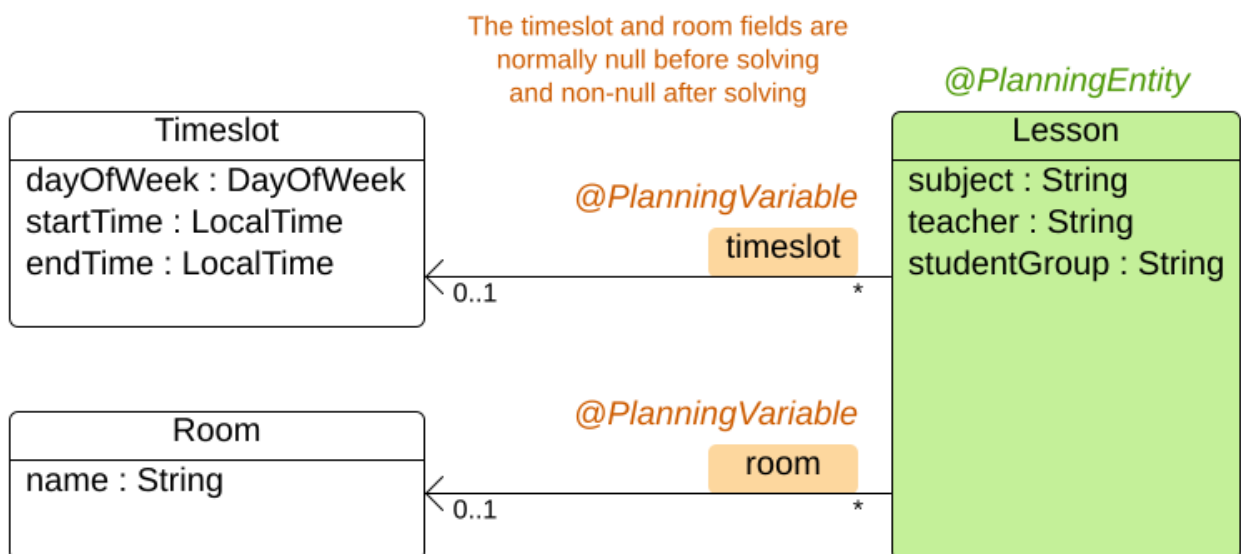 The timeslot and room fields are
normally null before solving
and non-null after solving
@PlanningEntity
Timeslot
dayOfWeek : DayOfWeek
startTime : LocalTime
endTime : LocalTime
@PlanningVariable
timeslot
0..1
*
Lesson
subject : String
teacher : String
studentGroup : String
Room
name : String
@PlanningVariable
room
0..1
*